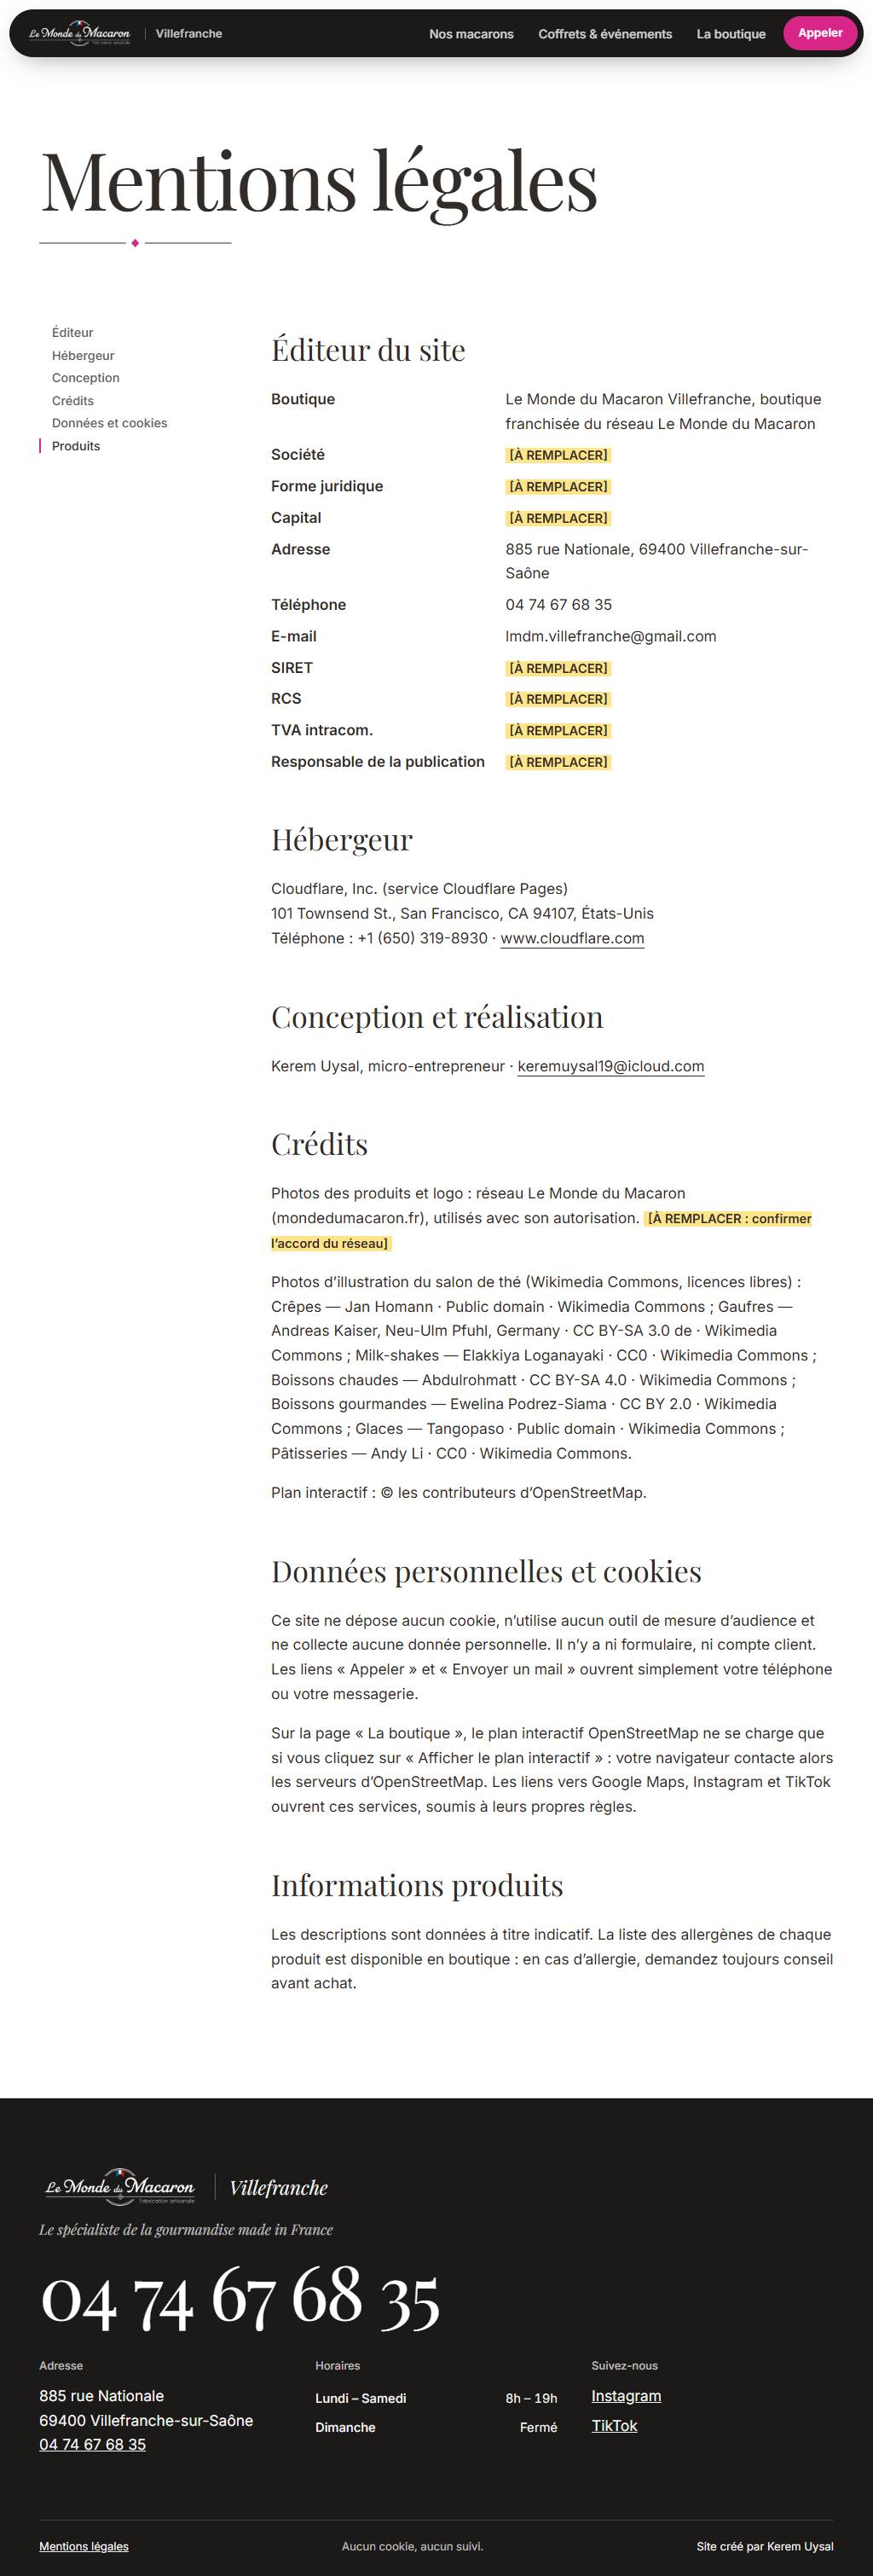 Le Monde du Macaron
Fabrication artisanale
Villefranche
Nos macarons
Coffrets & événements
La boutique
Appeler
Mentions légales
Éditeur
Hébergeur
Conception
Crédits
Données et cookies
Produits
Éditeur du site
Boutique
Le Monde du Macaron Villefranche, boutique
franchisée du réseau Le Monde du Macaron
Société
[À REMPLACER]
Forme juridique
[À REMPLACER]
Capital
[À REMPLACER]
Adresse
885 rue Nationale, 69400 Villefranche-sur-
Saône
Téléphone
04 74 67 68 35
E-mail
lmdm.villefranche@gmail.com
SIRET
[À REMPLACER]
RCS
[À REMPLACER]
TVA intracom.
[À REMPLACER]
Responsable de la publication
[À REMPLACER]
Hébergeur
Cloudflare, Inc. (service Cloudflare Pages)
101 Townsend St., San Francisco, CA 94107, États-Unis
Téléphone : +1 (650) 319-8930 · www.cloudflare.com
Conception et réalisation
Kerem Uysal, micro-entrepreneur · keremuysal19@icloud.com
Crédits
Photos des produits et logo : réseau Le Monde du Macaron
(mondedumacaron.fr), utilisés avec son autorisation. [À REMPLACER : confirmer
l’accord du réseau]
Photos d’illustration du salon de thé (Wikimedia Commons, licences libres) :
Crêpes — Jan Homann · Public domain · Wikimedia Commons ; Gaufres —
Andreas Kaiser, Neu-Ulm Pfuhl, Germany · CC BY-SA 3.0 de · Wikimedia
Commons ; Milk-shakes — Elakkiya Loganayaki · CC0 · Wikimedia Commons ;
Boissons chaudes — Abdulrohmatt · CC BY-SA 4.0 · Wikimedia Commons ;
Boissons gourmandes — Ewelina Podrez-Siama · CC BY 2.0 · Wikimedia
Commons ; Glaces — Tangopaso · Public domain · Wikimedia Commons ;
Pâtisseries — Andy Li · CC0 · Wikimedia Commons.
Plan interactif : © les contributeurs d’OpenStreetMap.
Données personnelles et cookies
Ce site ne dépose aucun cookie, n’utilise aucun outil de mesure d’audience et
ne collecte aucune donnée personnelle. Il n’y a ni formulaire, ni compte client.
Les liens « Appeler » et « Envoyer un mail » ouvrent simplement votre téléphone
ou votre messagerie.
Sur la page « La boutique », le plan interactif OpenStreetMap ne se charge que
si vous cliquez sur « Afficher le plan interactif » : votre navigateur contacte alors
les serveurs d’OpenStreetMap. Les liens vers Google Maps, Instagram et TikTok
ouvrent ces services, soumis à leurs propres règles.
Informations produits
Les descriptions sont données à titre indicatif. La liste des allergènes de chaque
produit est disponible en boutique : en cas d’allergie, demandez toujours conseil
avant achat.
Le Monde du Macaron
Fabrication artisanale
Villefranche
Le spécialiste de la gourmandise made in France
04 74 67 68 35
Adresse
885 rue Nationale
69400 Villefranche-sur-Saône
04 74 67 68 35
Horaires
Lundi – Samedi
8h – 19h
Dimanche
Fermé
Suivez-nous
Instagram
TikTok
Mentions légales
Aucun cookie, aucun suivi.
Site créé par Kerem Uysal